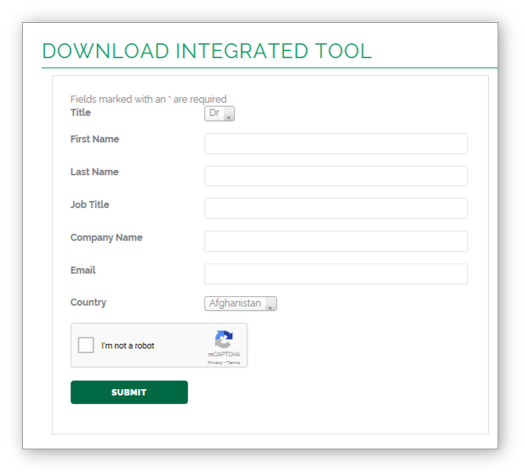 DOWNLOAD INTEGRATED TOOL
Fields marked with an * are required
Title Dr
First Name
Last Name
Job Title
Company Name
Email
Country Afghanistan
I'm not a robot
reCAPTCHA
Privacy - Terms
SUBMIT